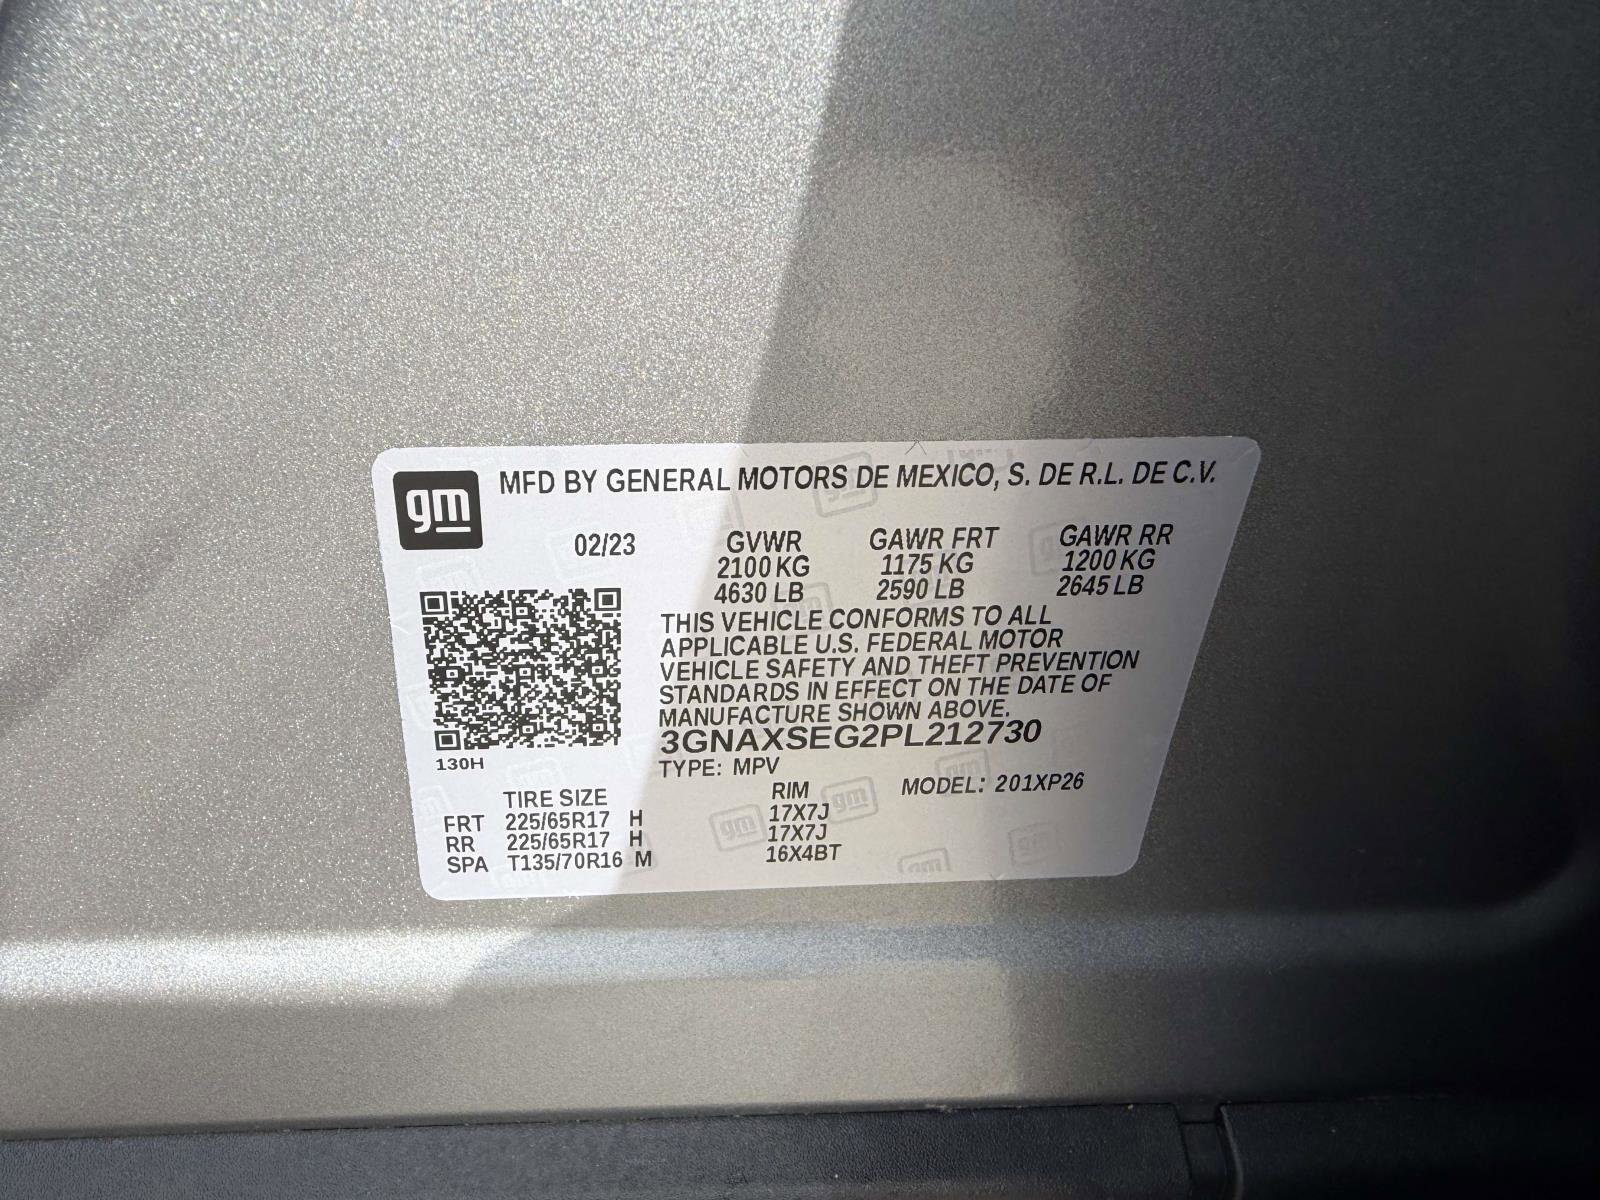 gm
MFD BY GENERAL MOTORS DE MEXICO, S. DE R.L. DE C.V.
02/23 GVWR GAWR FRT GAWR RR
2100 KG 1175 KG 1200 KG
4630 LB 2590 LB 2645 LB
THIS VEHICLE CONFORMS TO ALL
APPLICABLE U.S. FEDERAL MOTOR
VEHICLE SAFETY AND THEFT PREVENTION
STANDARDS IN EFFECT ON THE DATE OF
MANUFACTURE SHOWN ABOVE.
3GNAXSEG2PL212730
130H
TYPE: MPV
TIRE SIZE RIM MODEL: 201XP26
FRT 225/65R17 H 17X7J
RR 225/65R17 H 17X7J
SPA T135/70R16 M 16X4BT